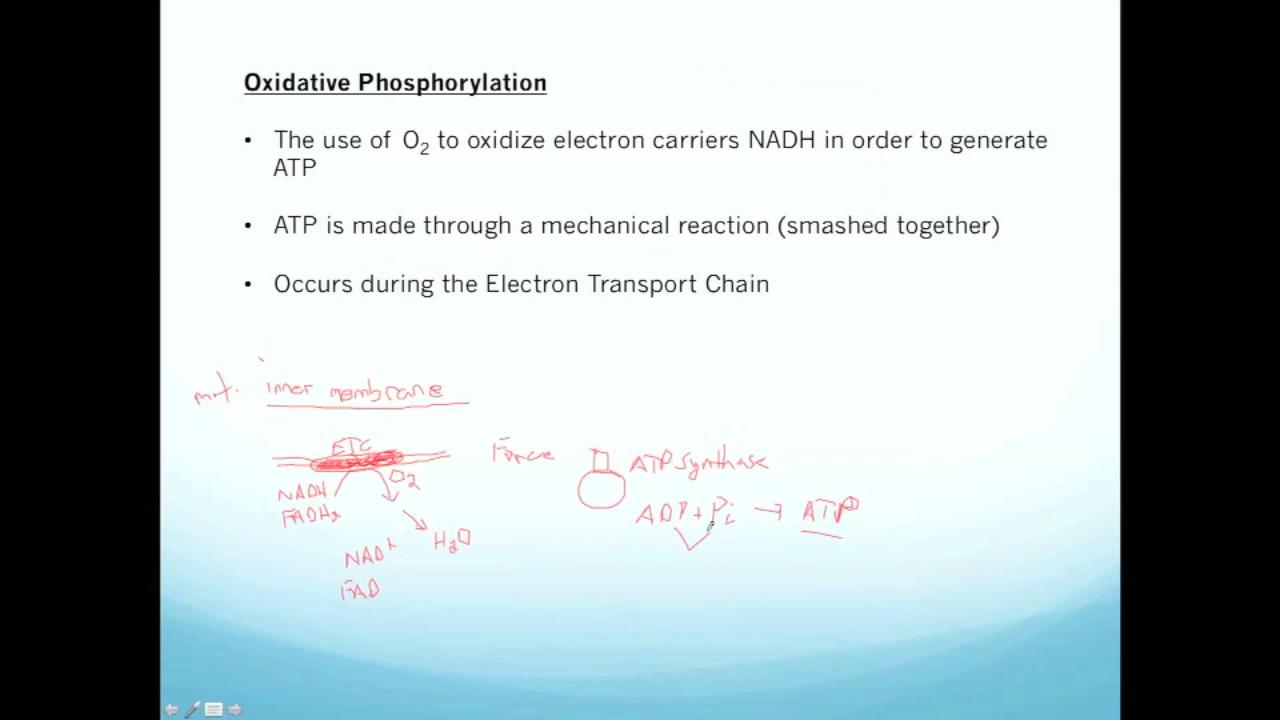 Oxidative Phosphorylation
• The use of O₂ to oxidize electron carriers NADH in order to generate
ATP
• ATP is made through a mechanical reaction (smashed together)
• Occurs during the Electron Transport Chain
mit. inner membrane
ETC
Force
ATP synthase
NADH
O₂
FADH₂
ADP + Pi → ATP
H₂O
NAD⁺
FAD